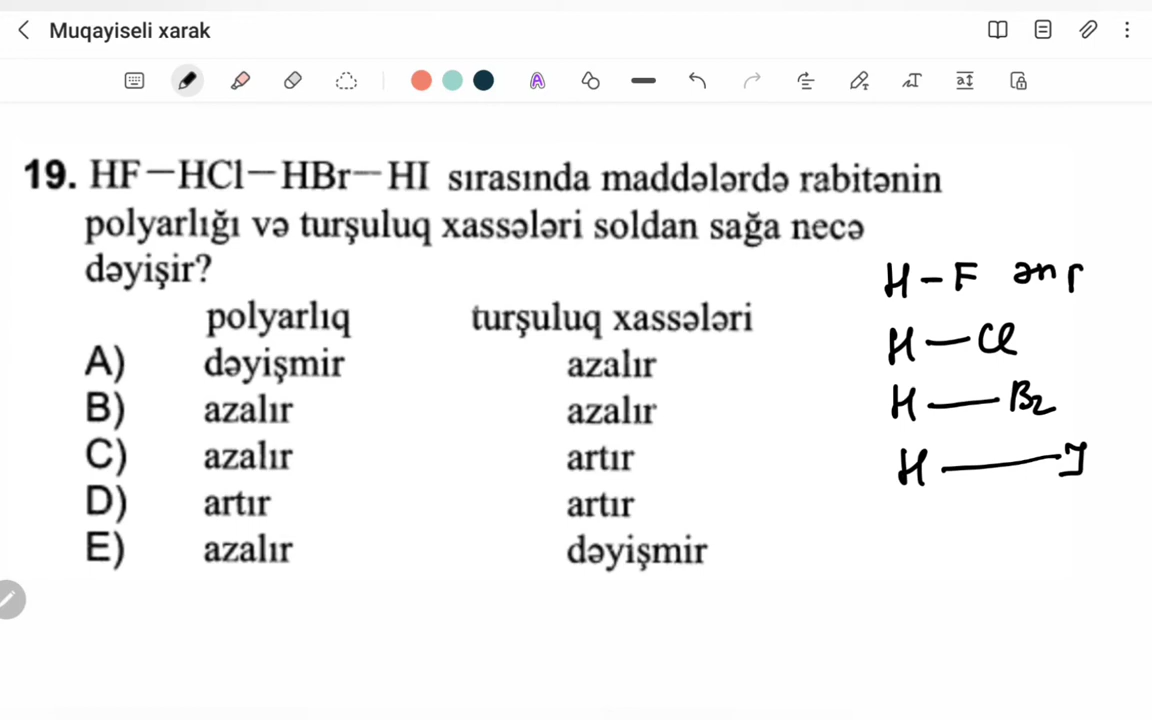 Muqayiseli xarak
19. HF—HCl—HBr—HI sırasında maddələrdə rabitənin
polyarlığı və turşuluq xassələri soldan sağa necə
dəyişir?
polyarlıq turşuluq xassələri
A) dəyişmir azalır
B) azalır azalır
C) azalır artır
D) artır artır
E) azalır dəyişmir
H-F ən p
H-Cl
H-Br
H-J